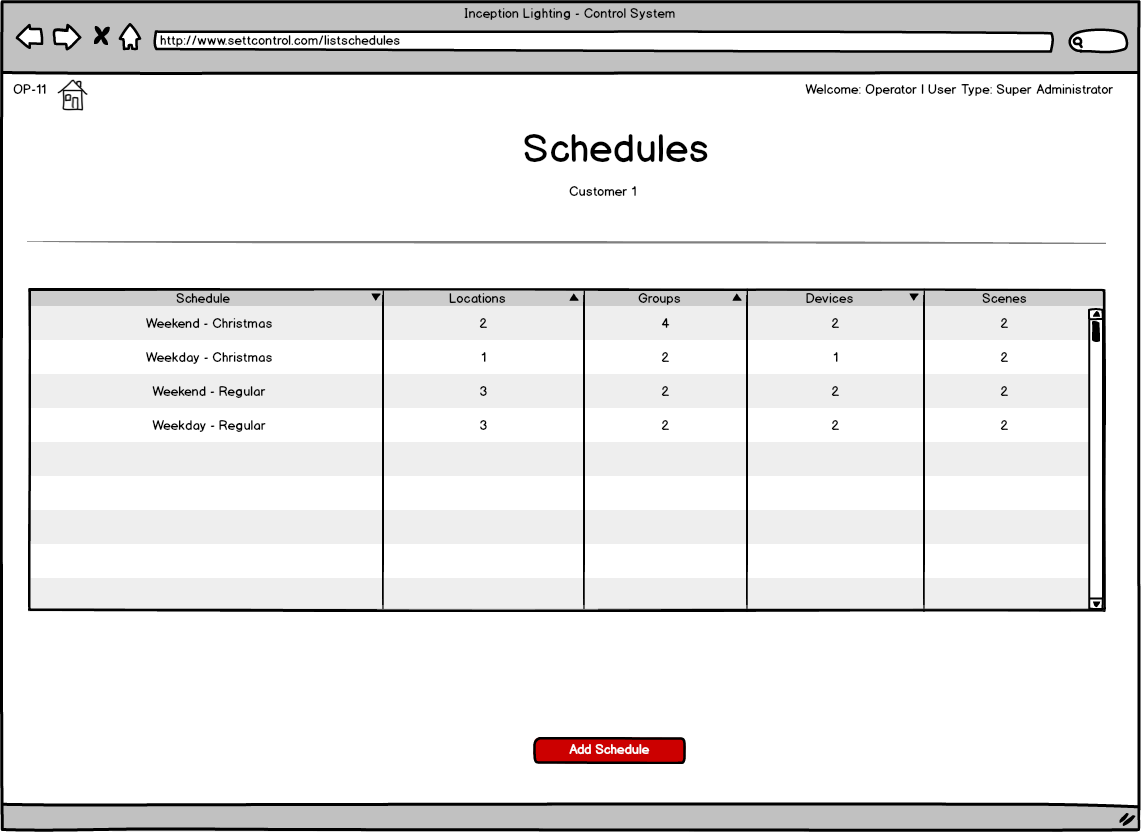 Inception Lighting - Control System
http://www.settcontrol.com/listschedules
OP-11 Welcome: Operator | User Type: Super Administrator
Schedules
Customer 1
Schedule Locations Groups Devices Scenes
Weekend - Christmas 2 4 2 2
Weekday - Christmas 1 2 1 2
Weekend - Regular 3 2 2 2
Weekday - Regular 3 2 2 2
Add Schedule